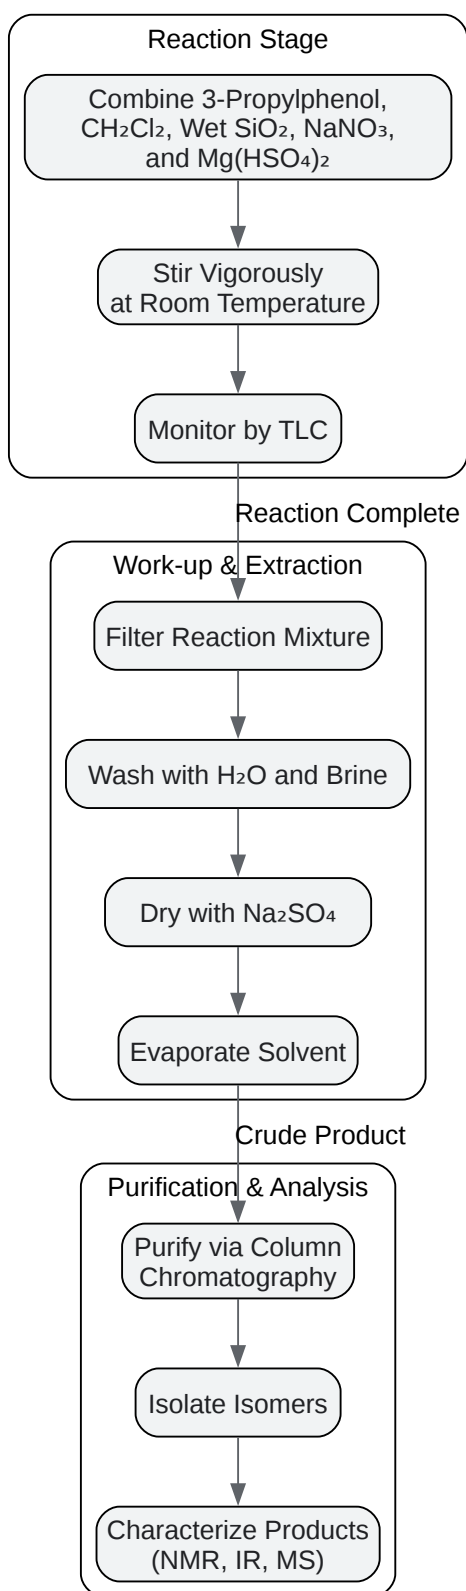 Reaction Stage
Combine 3-Propylphenol,
CH₂Cl₂, Wet SiO₂, NaNO₃,
and Mg(HSO₄)₂
Stir Vigorously
at Room Temperature
Monitor by TLC
Reaction Complete
Work-up & Extraction
Filter Reaction Mixture
Wash with H₂O and Brine
Dry with Na₂SO₄
Evaporate Solvent
Crude Product
Purification & Analysis
Purify via Column
Chromatography
Isolate Isomers
Characterize Products
(NMR, IR, MS)